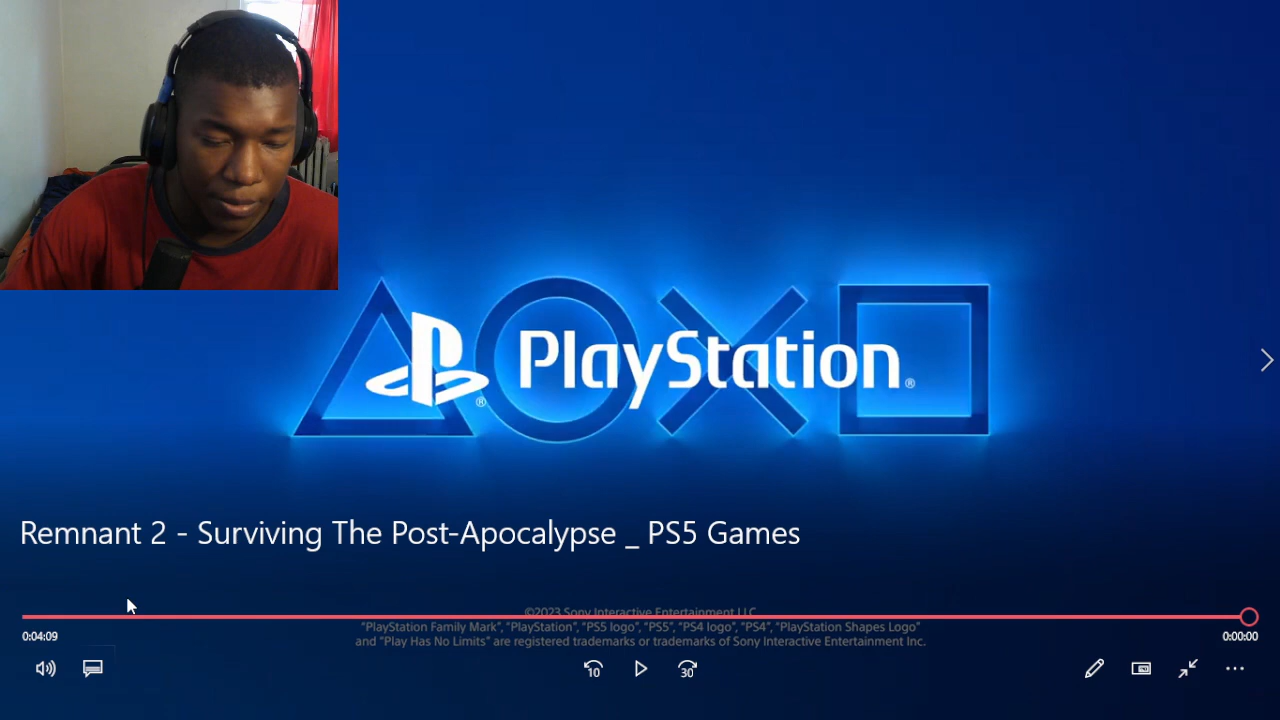 PlayStation®
Remnant 2 - Surviving The Post-Apocalypse _ PS5 Games
©2023 Sony Interactive Entertainment LLC
0:04:09
0:00:00
"PlayStation Family Mark", "PlayStation", "PS5 logo", "PS5", "PS4 logo", "PS4", "PlayStation Shapes Logo"
and "Play Has No Limits" are registered trademarks or trademarks of Sony Interactive Entertainment Inc.
10
30